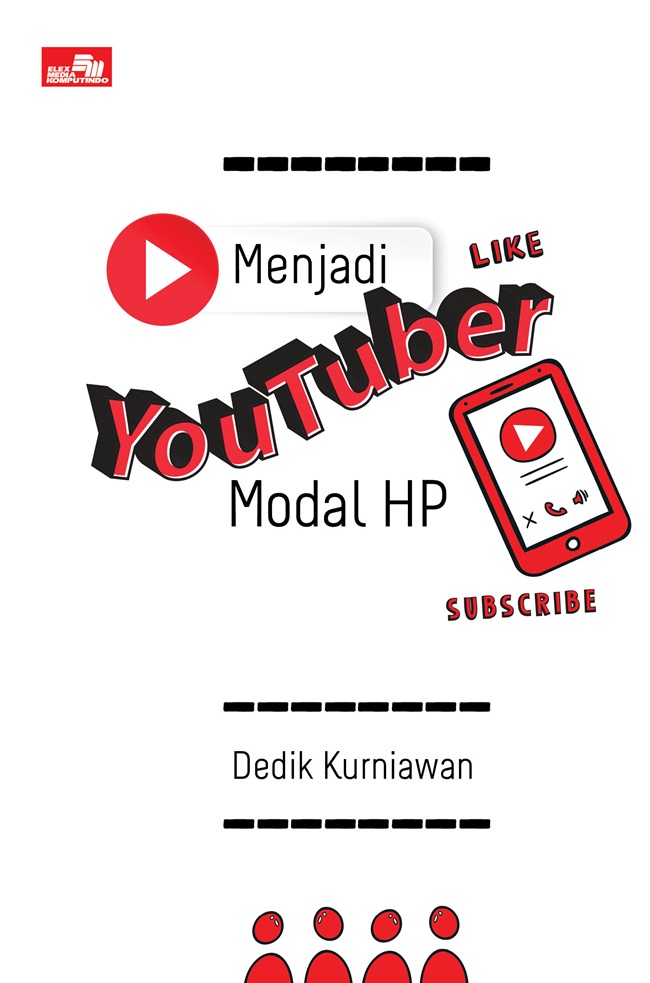 ELEX
MEDIA
KOMPUTINDO
Menjadi
LIKE
YouTuber
Modal HP
SUBSCRIBE
Dedik Kurniawan